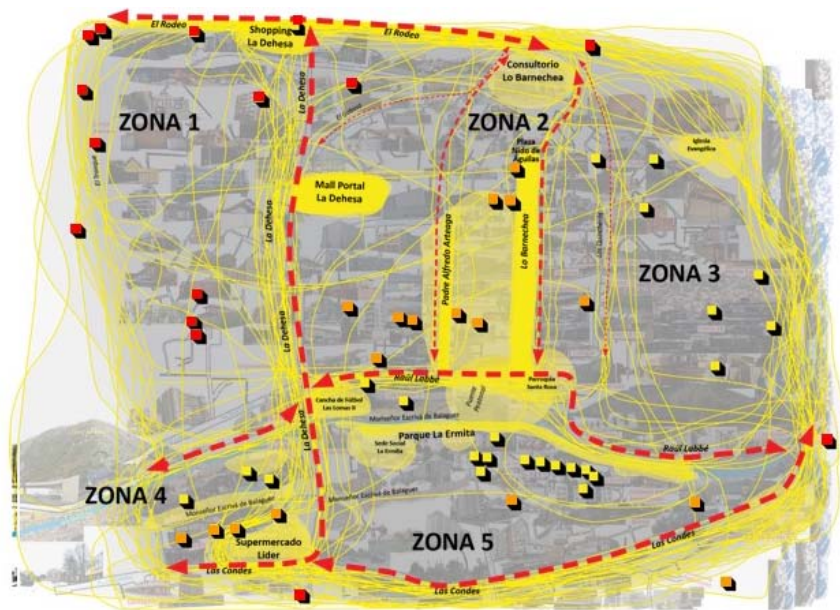 El Rodeo
Shopping
La Dehesa
El Rodeo
Consultorio
Lo Barnechea
La Dehesa
ZONA 1
ZONA 2
Plaza
Nido de
Águilas
Iglesia
Evangélica
Mall Portal
La Dehesa
La Dehesa
Padre Alfredo Arteaga
Lo Barnechea
ZONA 3
La Dehesa
Raúl Labbé
Parroquia
Santa Rosa
Puente
Peatonal
Cancha de Fútbol
Las Lomas II
Monseñor Escrivá de Balaguer
La Dehesa
Parque La Ermita
Sede Social
La Ermita
Raúl Labbé
ZONA 4
Monseñor Escrivá de Balaguer
Monseñor Escrivá de Balaguer
Supermercado
Lider
ZONA 5
Las Condes
Las Condes
Las Condes